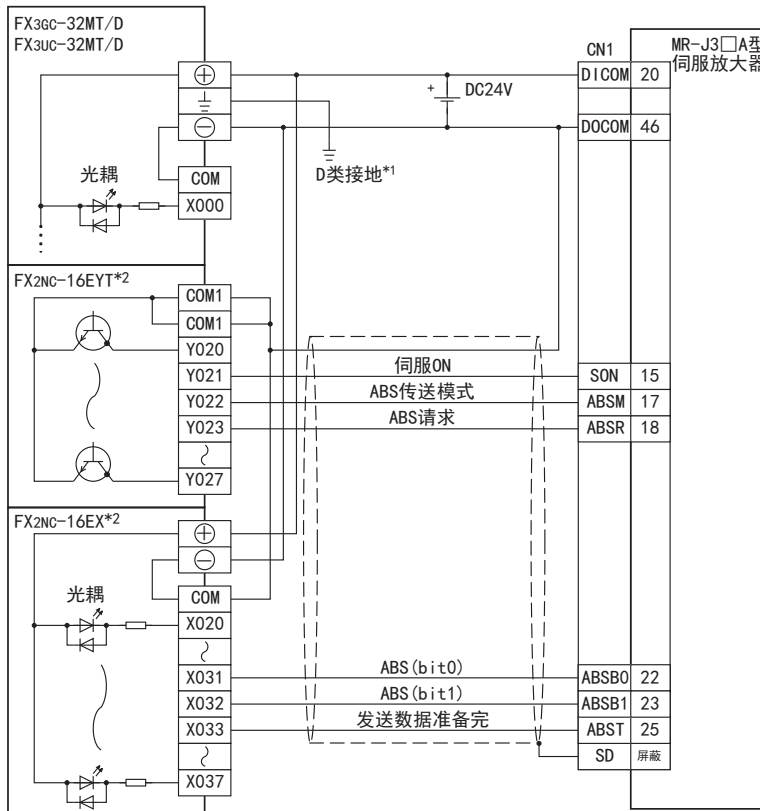 FX3GC-32MT/D
FX3UC-32MT/D
CN1
MR-J3□A型
伺服放大器
DICOM 20
DC24V
+
DOCOM 46
D类接地*1
光耦
COM
X000
FX2NC-16EYT*2
COM1
COM1
Y020
Y021 伺服ON SON 15
Y022 ABS传送模式 ABSM 17
Y023 ABS请求 ABSR 18
Y027
FX2NC-16EX*2
光耦
COM
X020
X031 ABS(bit0) ABSB0 22
X032 ABS(bit1) ABSB1 23
X033 发送数据准备完 ABST 25
SD 屏蔽
X037